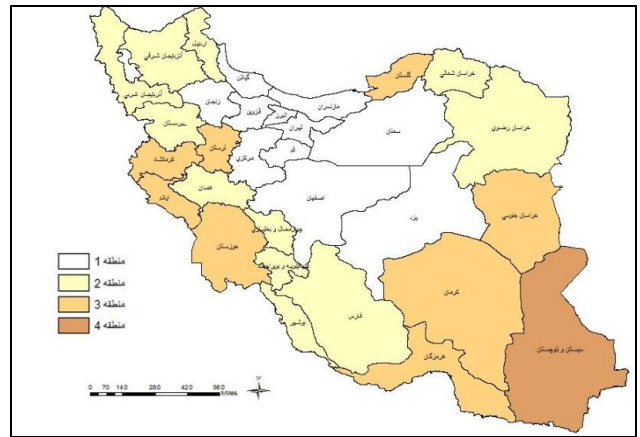 اردبیل
آذربایجان شرقی
گیلان
گلستان
خراسان شمالی
آذربایجان غربی
زنجان
قزوین
البرز
مازندران
تهران
سمنان
خراسان رضوی
کرمانشاه
لرستان
مرکزی
قم
همدان
ایلام
اصفهان
یزد
خراسان جنوبی
چهارمحال و بختیاری
خوزستان
کرمان
فارس
بوشهر
هرمزگان
سیستان و بلوچستان
منطقه 1
منطقه 2
منطقه 3
منطقه 4
0 70 140 280 420 560
Miles